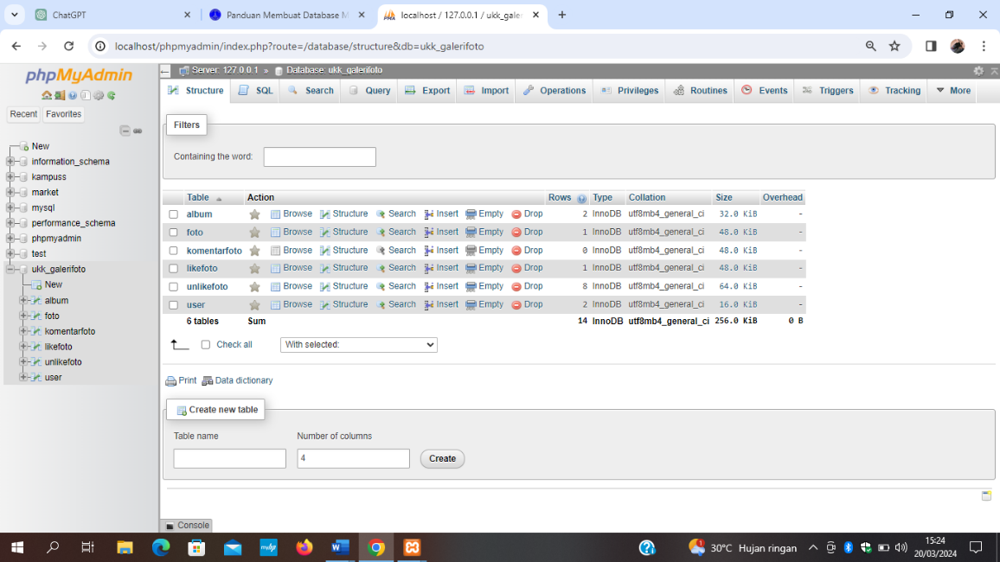 ChatGPT
Panduan Membuat Database M
localhost / 127.0.0.1 / ukk_galer
localhost/phpmyadmin/index.php?route=/database/structure&db=ukk_galerifoto
phpMyAdmin
Recent Favorites
New
information_schema
kampuss
market
mysql
performance_schema
phpmyadmin
test
ukk_galerifoto
New
album
foto
komentarfoto
likefoto
unlikefoto
user
Server: 127.0.0.1 » Database: ukk_galerifoto
Structure SQL Search Query Export Import Operations Privileges Routines Events Triggers Tracking More
Filters
Containing the word:
Table Action Rows Type Collation Size Overhead
album Browse Structure Search Insert Empty Drop 2 InnoDB utf8mb4_general_ci 32.0 KiB -
foto Browse Structure Search Insert Empty Drop 1 InnoDB utf8mb4_general_ci 48.0 KiB -
komentarfoto Browse Structure Search Insert Empty Drop 0 InnoDB utf8mb4_general_ci 48.0 KiB -
likefoto Browse Structure Search Insert Empty Drop 1 InnoDB utf8mb4_general_ci 48.0 KiB -
unlikefoto Browse Structure Search Insert Empty Drop 8 InnoDB utf8mb4_general_ci 64.0 KiB -
user Browse Structure Search Insert Empty Drop 2 InnoDB utf8mb4_general_ci 16.0 KiB -
6 tables Sum 14 InnoDB utf8mb4_general_ci 256.0 KiB 0 B
Check all With selected:
Print Data dictionary
Create new table
Table name Number of columns
4 Create
Console
30°C Hujan ringan
15:24
20/03/2024